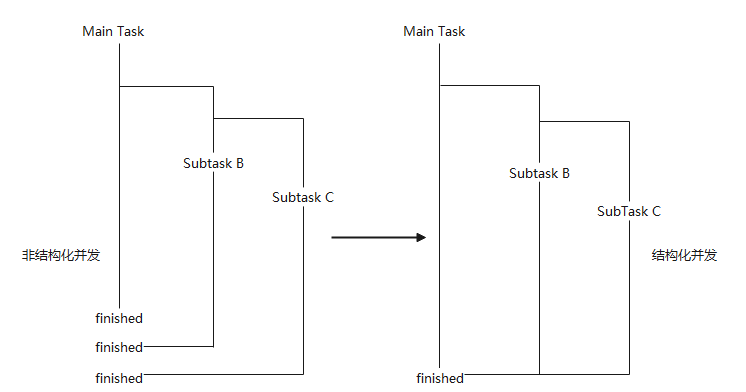 Main Task
Main Task
Subtask B
Subtask B
Subtask C
SubTask C
非结构化并发
结构化并发
finished
finished
finished
finished